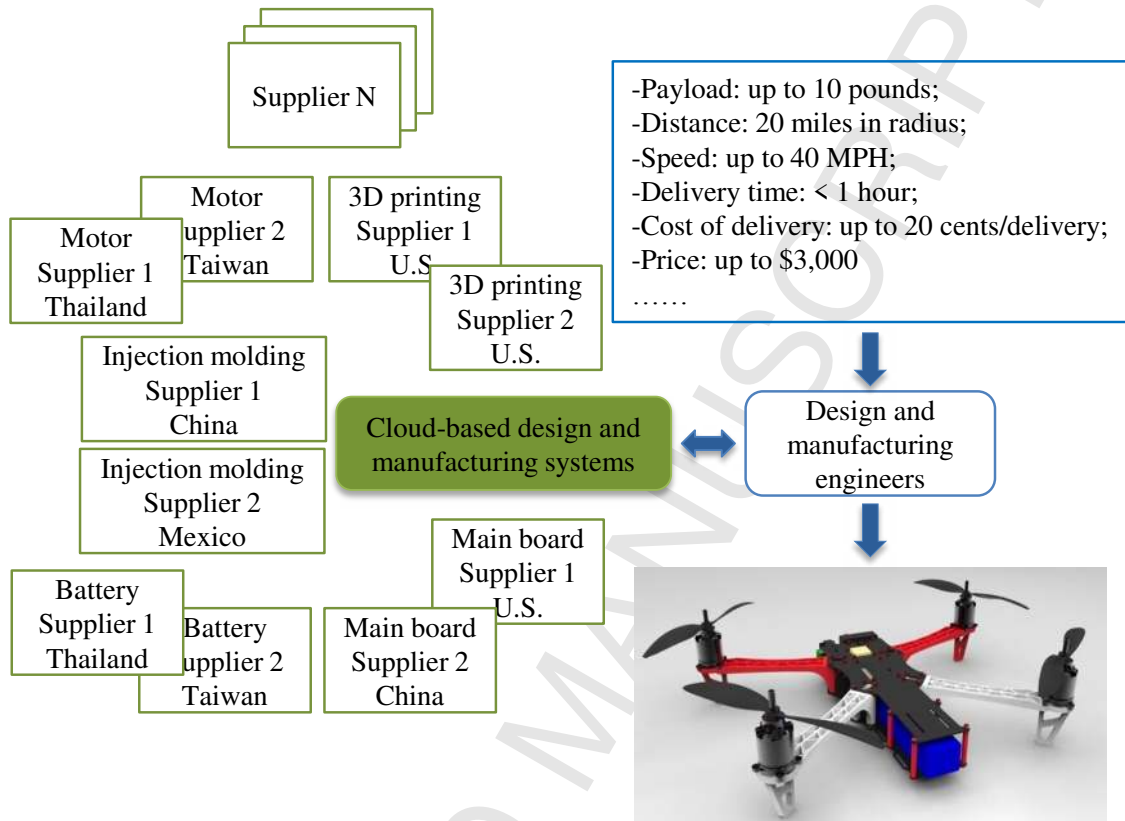 Supplier N
Motor
Supplier 1
Thailand
Motor
upplier 2
Taiwan
3D printing
Supplier 1
U.S
3D printing
Supplier 2
U.S.
Injection molding
Supplier 1
China
Injection molding
Supplier 2
Mexico
Battery
Supplier 1
Thailand
Battery
upplier 2
Taiwan
Main board
Supplier 1
U.S.
Main board
Supplier 2
China
Cloud-based design and
manufacturing systems
-Payload: up to 10 pounds;
-Distance: 20 miles in radius;
-Speed: up to 40 MPH;
-Delivery time: < 1 hour;
-Cost of delivery: up to 20 cents/delivery;
-Price: up to $3,000
……
Design and
manufacturing
engineers
D MANUSCRIP